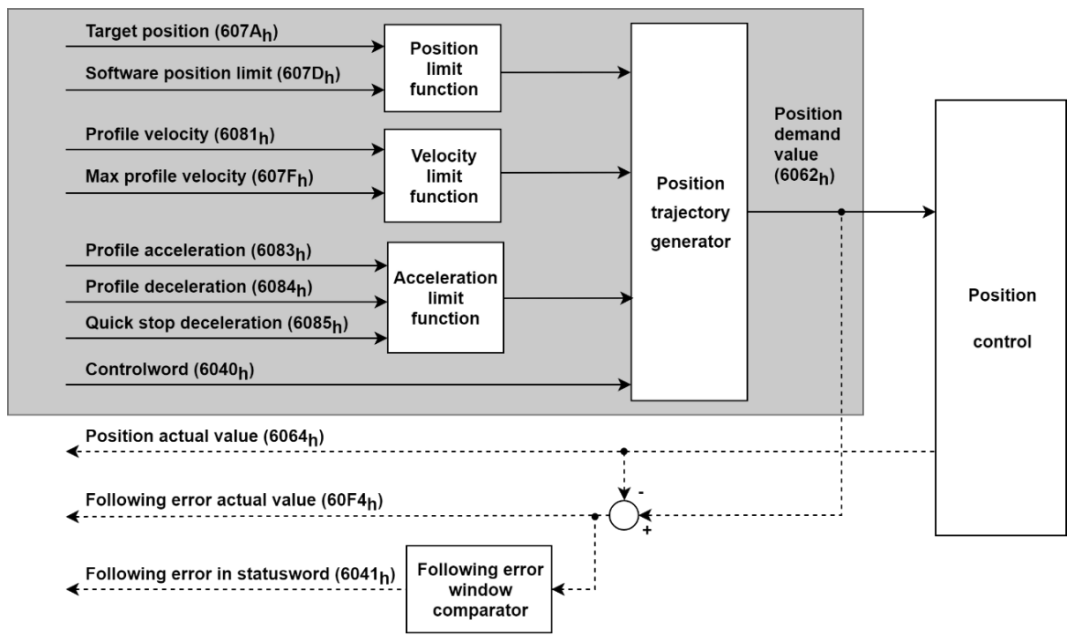 Target position (607Ah)
Software position limit (607Dh)
Position
limit
function
Profile velocity (6081h)
Max profile velocity (607Fh)
Velocity
limit
function
Profile acceleration (6083h)
Profile deceleration (6084h)
Quick stop deceleration (6085h)
Acceleration
limit
function
Controlword (6040h)
Position
trajectory
generator
Position
demand
value
(6062h)
Position
control
Position actual value (6064h)
-
Following error actual value (60F4h)
+
Following error in statusword (6041h)
Following error
window
comparator